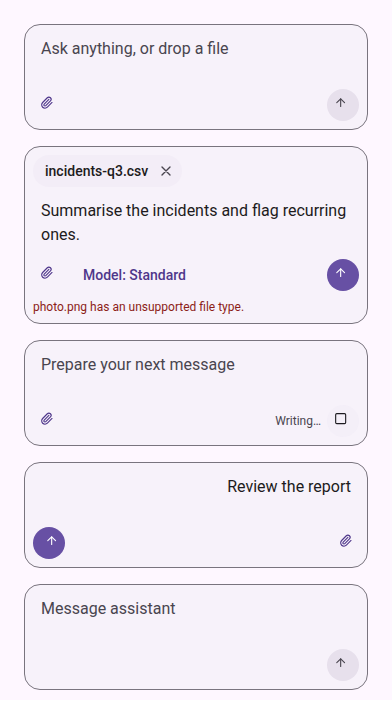 Ask anything, or drop a file
incidents-q3.csv
Summarise the incidents and flag recurring
ones.
Model: Standard
photo.png has an unsupported file type.
Prepare your next message
Writing…
Review the report
Message assistant